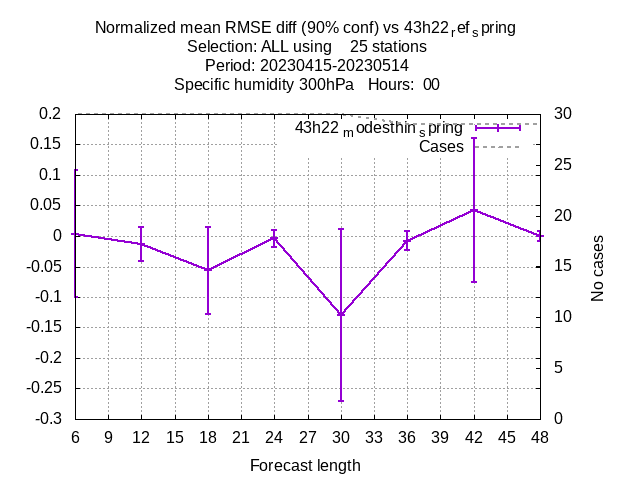 Normalized mean RMSE diff (90% conf) vs 43h22ref spring
Selection: ALL using 25 stations
Period: 20230415-20230514
Specific humidity 300hPa Hours: 00
43h22modesthinspring
Cases
0.2
0.15
0.1
0.05
0
-0.05
-0.1
-0.15
-0.2
-0.25
-0.3
30
25
20
15
10
5
0
No cases
6 9 12 15 18 21 24 27 30 33 36 39 42 45 48
Forecast length